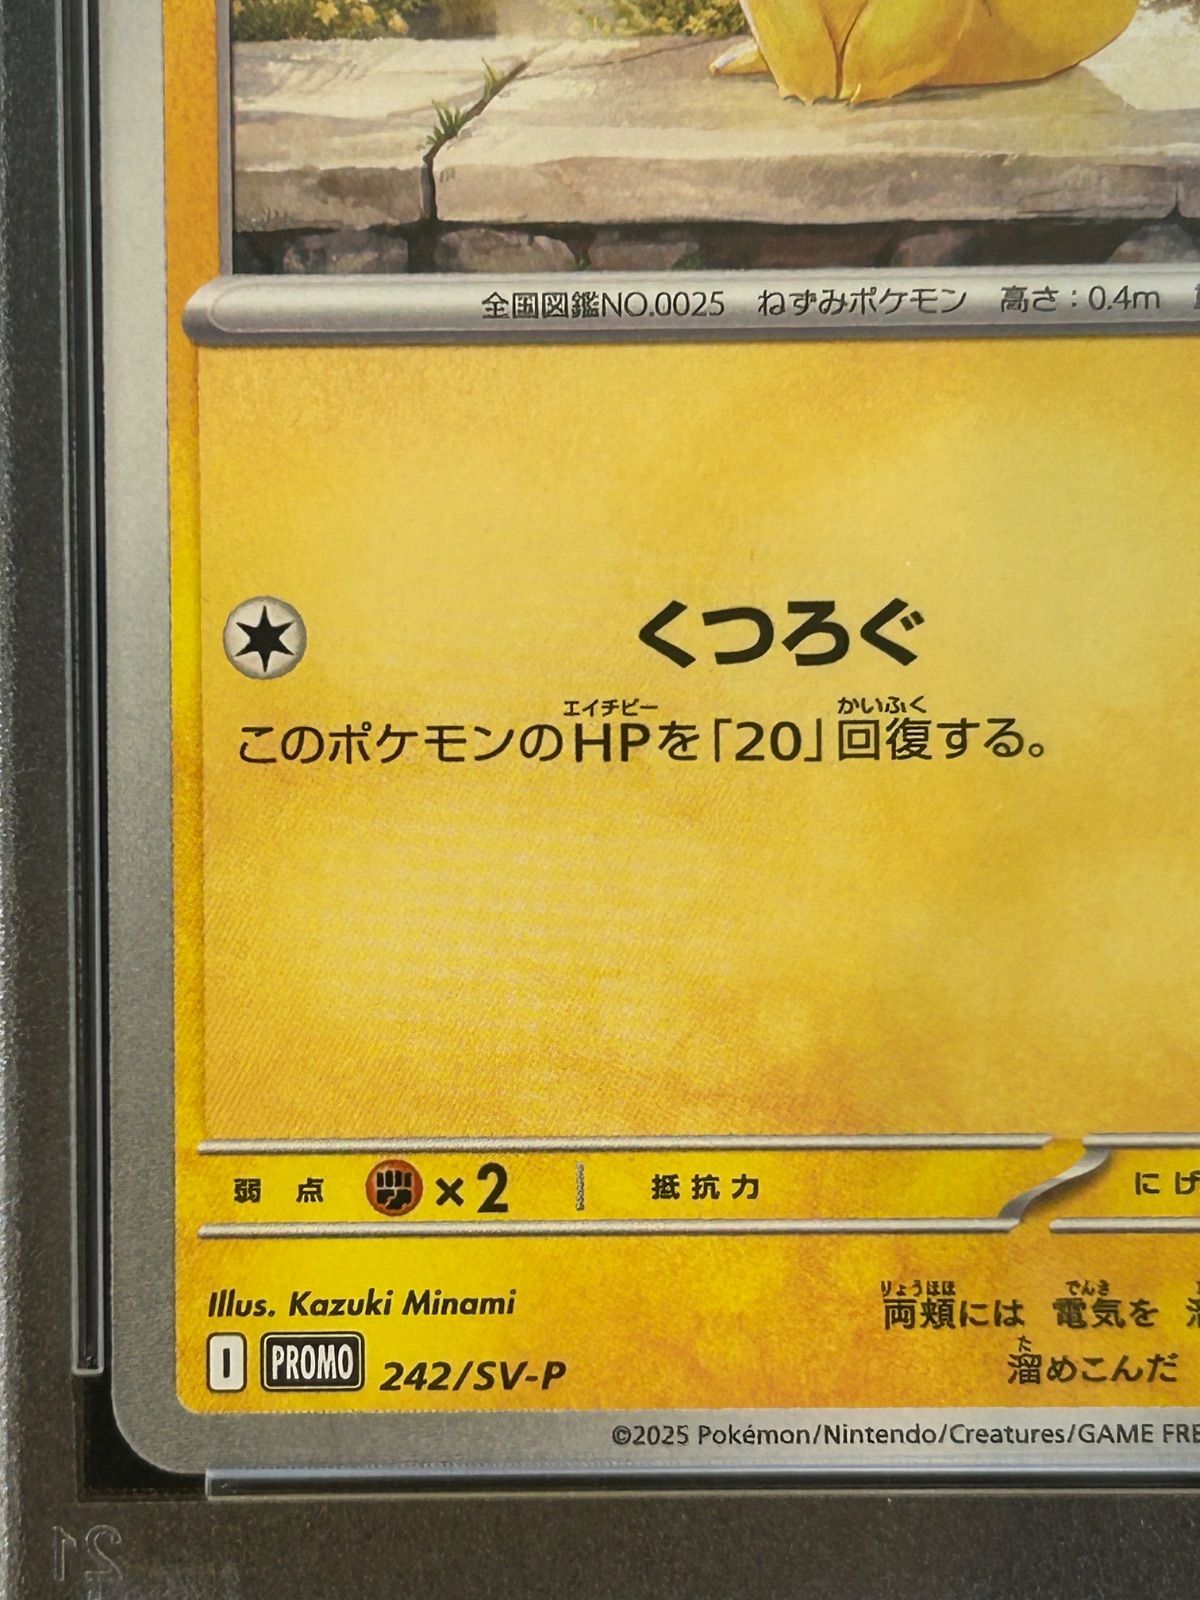 全国図鑑NO.0025 ねずみポケモン 高さ：0.4m
くつろぐ
エイチピー かいふく
このポケモンのHPを「20」回復する。
弱点 ×2 抵抗力 にげ
Illus. Kazuki Minami
りょうほほ でんき
両頬には 電気を
I PROMO 242/SV-P
た
溜めこんだ
©2025 Pokémon/Nintendo/Creatures/GAME FRE
21